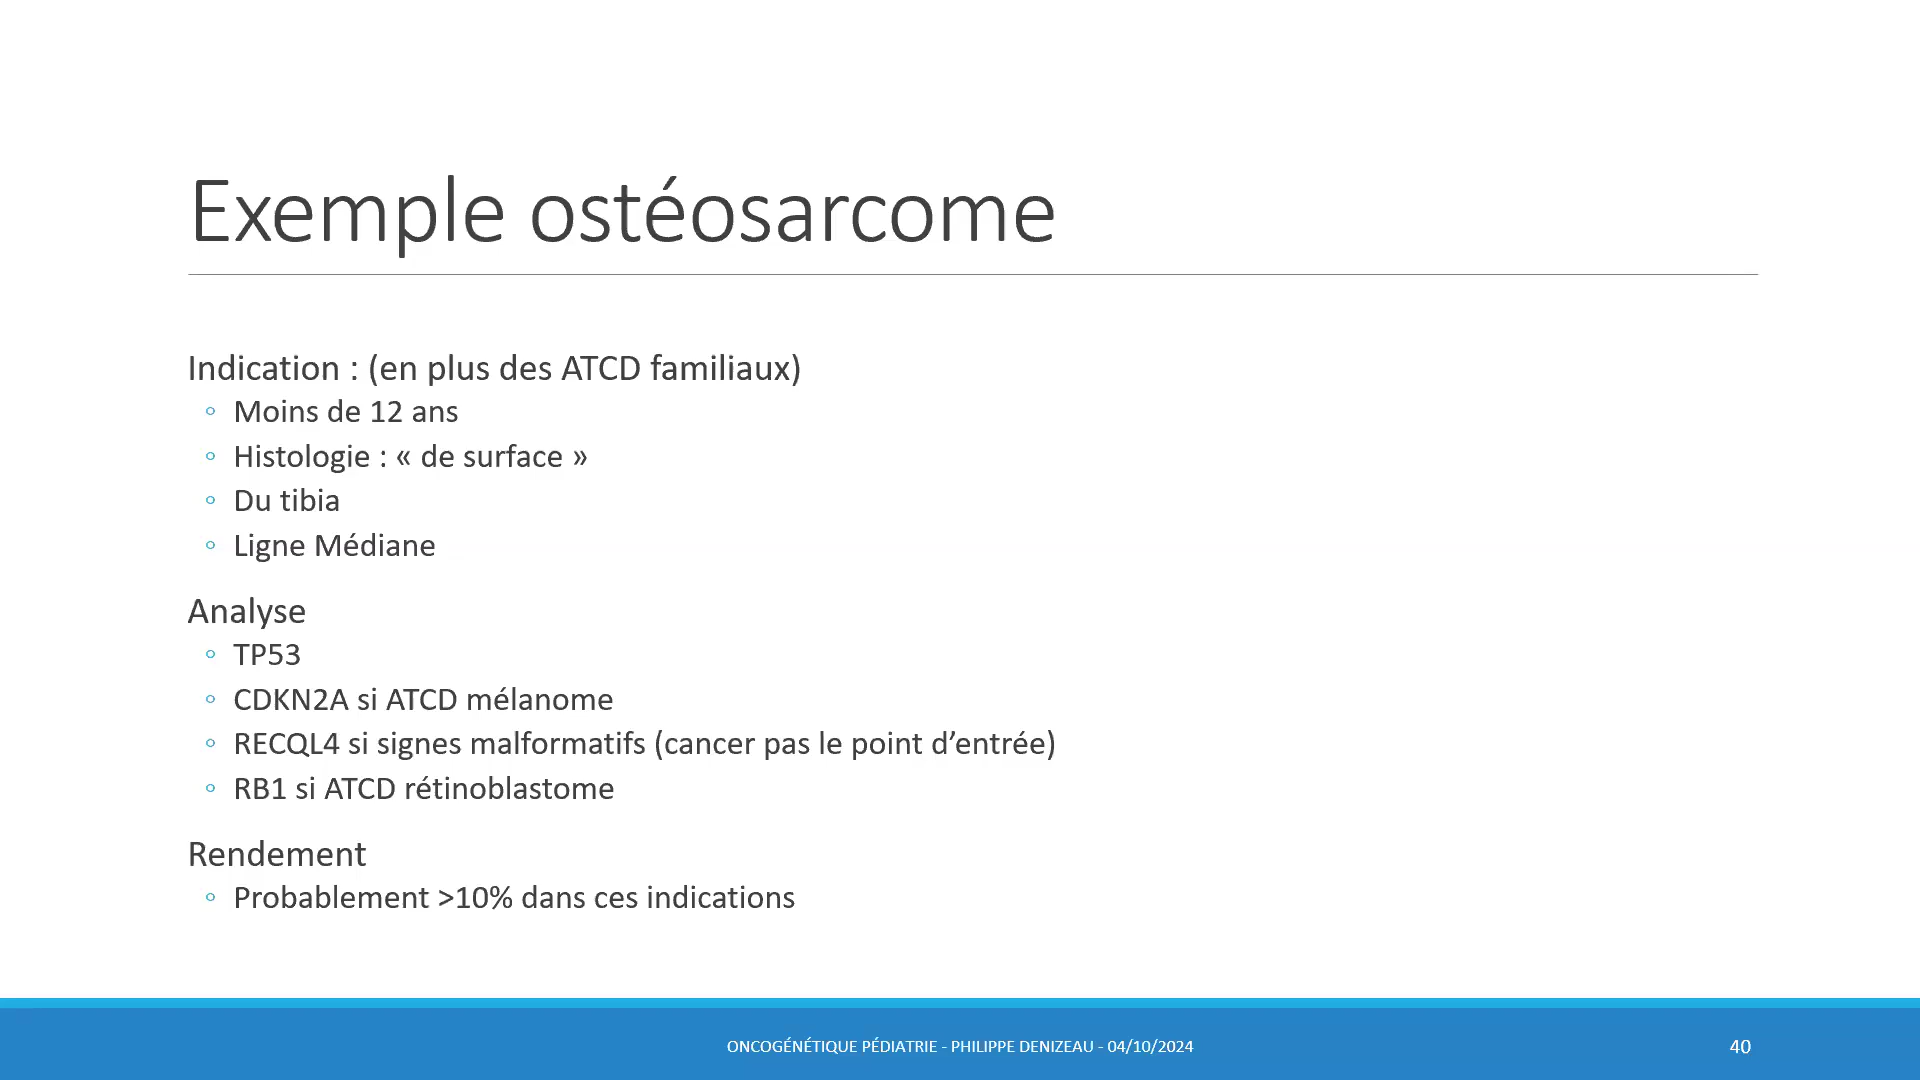 Exemple ostéosarcome
Indication : (en plus des ATCD familiaux)
◦ Moins de 12 ans
◦ Histologie : « de surface »
◦ Du tibia
◦ Ligne Médiane
Analyse
◦ TP53
◦ CDKN2A si ATCD mélanome
◦ RECQL4 si signes malformatifs (cancer pas le point d’entrée)
◦ RB1 si ATCD rétinoblastome
Rendement
◦ Probablement >10% dans ces indications
ONCOGÉNÉTIQUE PÉDIATRIE - PHILIPPE DENIZEAU - 04/10/2024
40